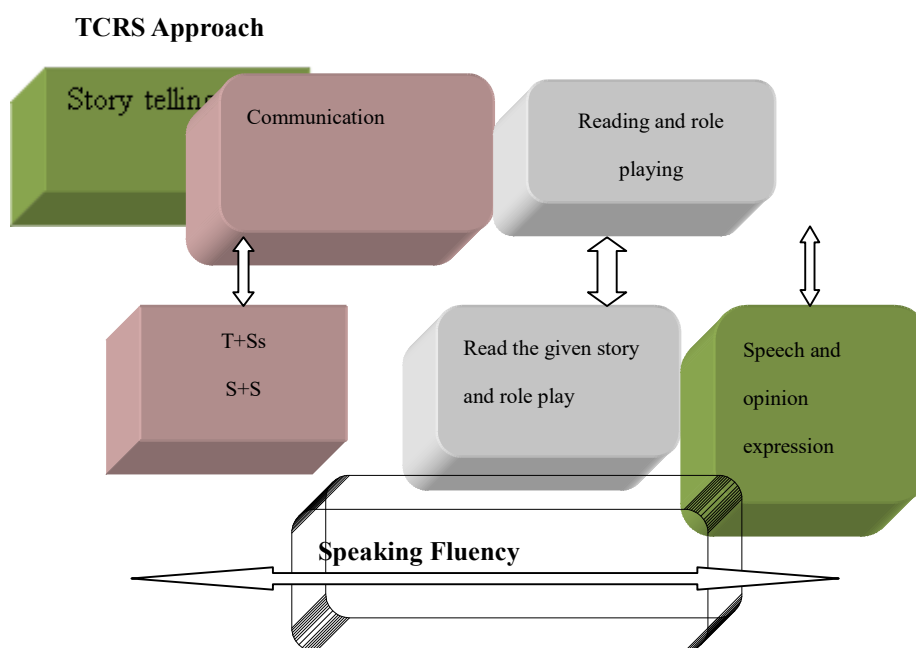 TCRS Approach
Story telling
Communication
Reading and role
playing
T+Ss
S+S
Read the given story
and role play
Speech and
opinion
expression
Speaking Fluency